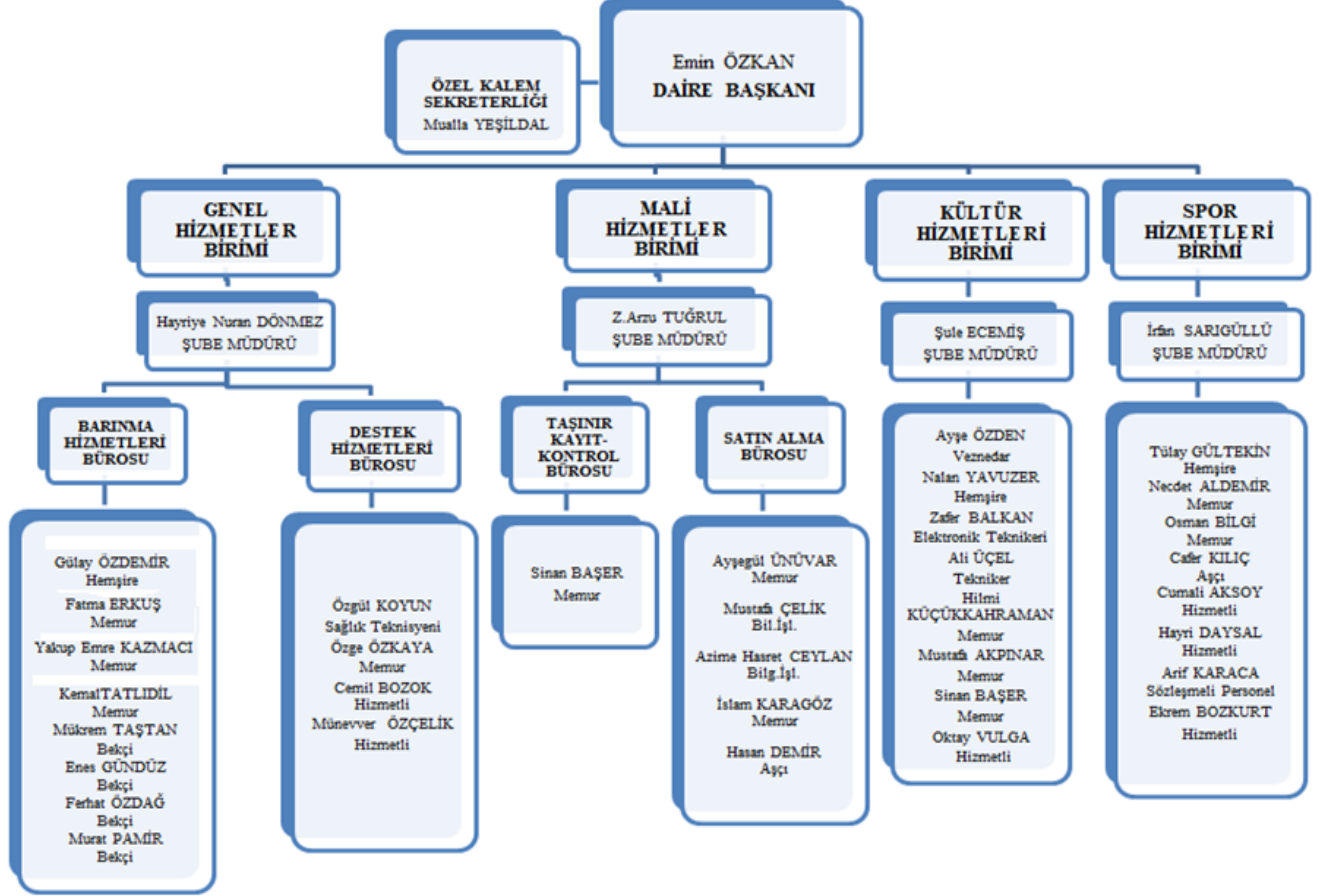 Emin ÖZKAN
DAİRE BAŞKANI
ÖZEL KALEM
SEKRETERLİĞİ
Mualla YEŞİLDAL
GENEL
HİZMETLER
BİRİMİ
Hayriye Nuran DÖNMEZ
ŞUBE MÜDÜRÜ
BARINMA
HİZMETLERİ
BÜROSU
Gülay ÖZDEMİR
Hemşire
Fatma ERKUŞ
Memur
Yakup Emre KAZMACI
Memur
KemalTATLIDİL
Memur
Mükrem TAŞTAN
Bekçi
Enes GÜNDÜZ
Bekçi
Ferhat ÖZDAĞ
Bekçi
Murat PAMİR
Bekçi
DESTEK
HİZMETLERİ
BÜROSU
Özgül KOYUN
Sağlık Teknisyeni
Özge ÖZKAYA
Memur
Cemil BOZOK
Hizmetli
Münevver ÖZÇELİK
Hizmetli
MALİ
HİZMETLER
BİRİMİ
Z.Arzu TUĞRUL
ŞUBE MÜDÜRÜ
TAŞINIR
KAYIT-
KONTROL
BÜROSU
Sinan BAŞER
Memur
SATIN ALMA
BÜROSU
Ayşegül ÜNÜVAR
Memur
Mustafa ÇELİK
Bil.İşl.
Azime Hasret CEYLAN
Bilg.İşl.
İslam KARAGÖZ
Memur
Hasan DEMİR
Aşçı
KÜLTÜR
HİZMETLERİ
BİRİMİ
Şule ECEMİŞ
ŞUBE MÜDÜRÜ
Ayşe ÖZDEN
Veznedar
Nalan YAVUZER
Hemşire
Zafer BALKAN
Elektronik Teknikeri
Ali ÜÇEL
Tekniker
Hilmi
KÜÇÜKKAHRAMAN
Memur
Mustafa AKPINAR
Memur
Sinan BAŞER
Memur
Oktay VULGA
Hizmetli
SPOR
HİZMETLERİ
BİRİMİ
İrfan SARIGÜLLÜ
ŞUBE MÜDÜRÜ
Tülay GÜLTEKİN
Hemşire
Necdet ALDEMİR
Memur
Osman BİLGİ
Memur
Cafer KILIÇ
Aşçı
Cumali AKSOY
Hizmetli
Hayri DAYSAL
Hizmetli
Arif KARACA
Sözleşmeli Personel
Ekrem BOZKURT
Hizmetli